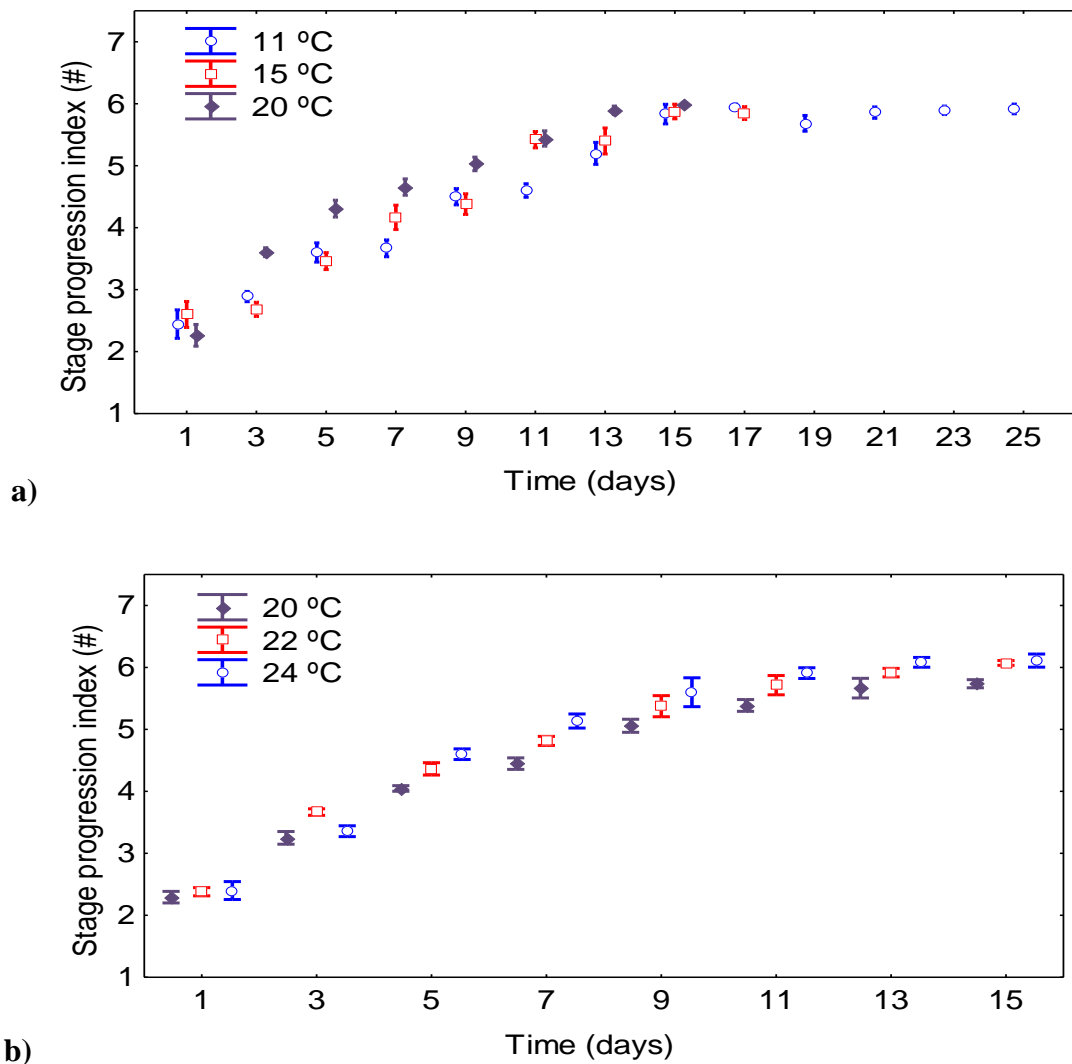 7
6
5
4
3
2
1
Stage progression index (#)
11 ºC
15 ºC
20 ºC
1 3 5 7 9 11 13 15 17 19 21 23 25
Time (days)
a)
7
6
5
4
3
2
1
Stage progression index (#)
20 ºC
22 ºC
24 ºC
1 3 5 7 9 11 13 15
Time (days)
b)